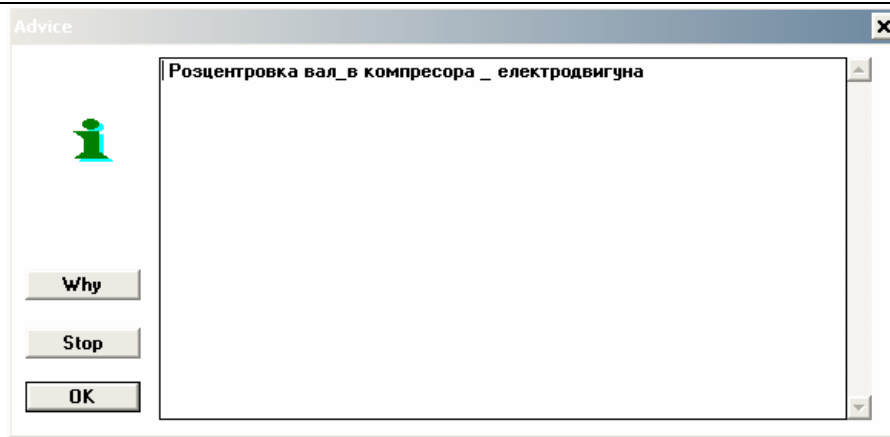 Advice
Розцентровка вал_в компресора _ електродвигуна
Why
Stop
OK